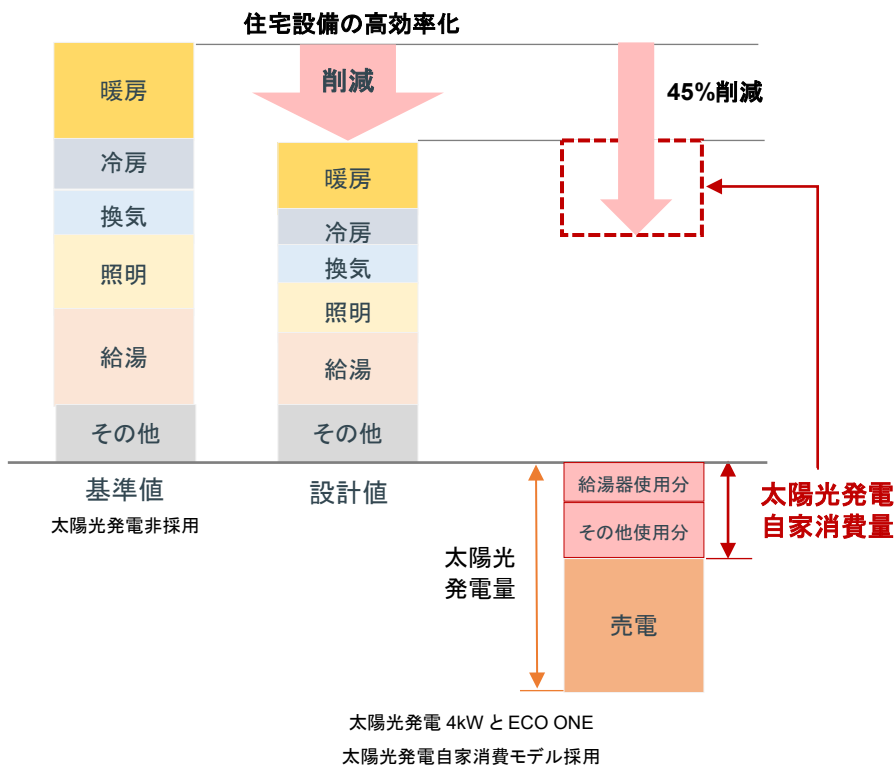 住宅設備の高効率化
暖房
冷房
換気
照明
給湯
その他
基準値
太陽光発電非採用
削減
暖房
冷房
換気
照明
給湯
その他
設計値
45%削減
太陽光発電
自家消費量
給湯器使用分
その他使用分
売電
太陽光
発電量
太陽光発電 4kW と ECO ONE
太陽光発電自家消費モデル採用